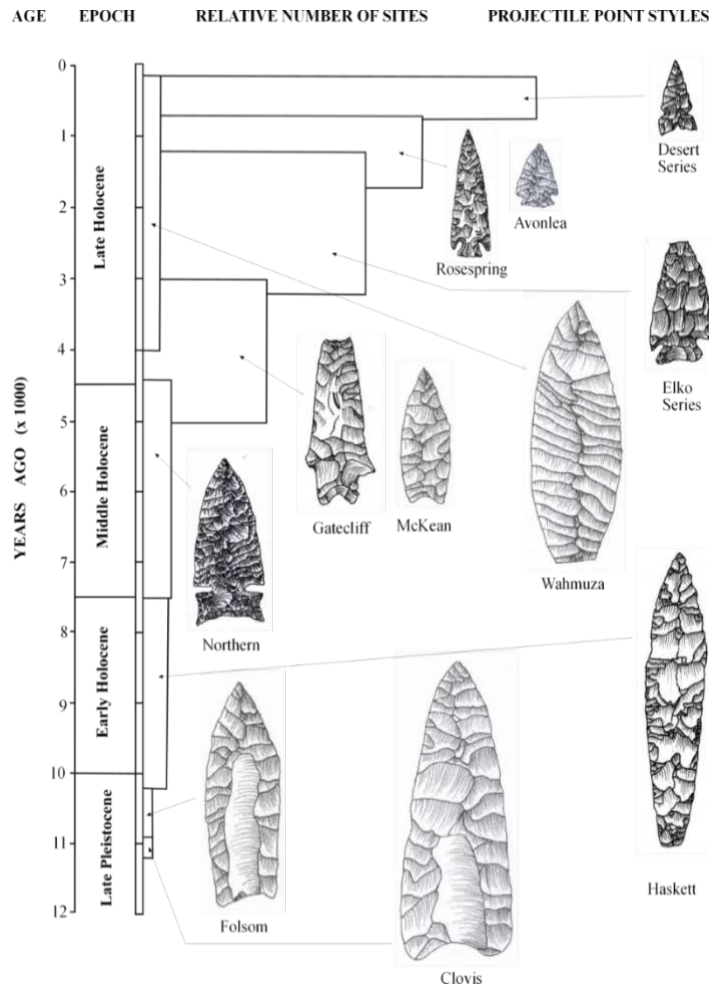 AGE EPOCH RELATIVE NUMBER OF SITES PROJECTILE POINT STYLES
YEARS AGO (x 1000)
0
1
2
3
4
5
6
7
8
9
10
11
12
Late Holocene
Middle Holocene
Early Holocene
Late Pleistocene
Desert
Series
Avonlea
Rosespring
Elko
Series
Gatecliff
McKean
Wahmuza
Northern
Haskett
Folsom
Clovis